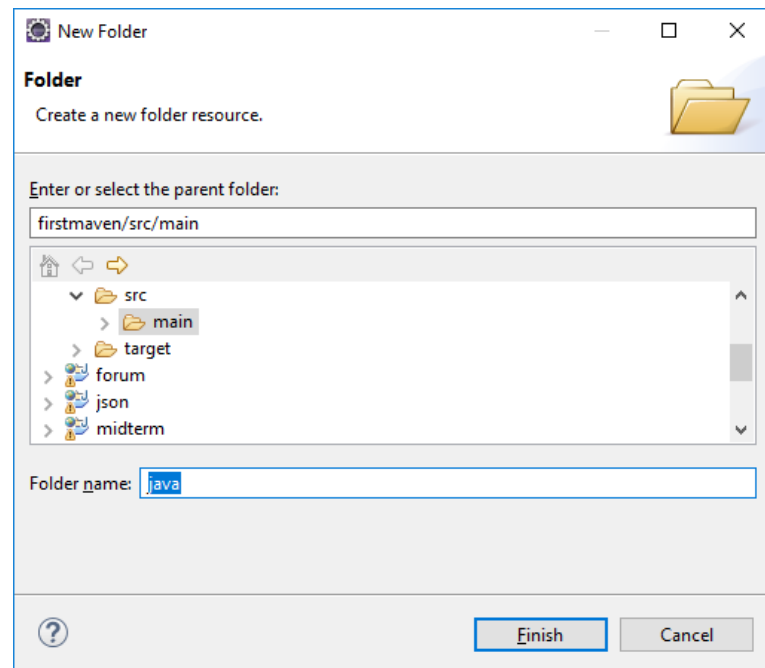 New Folder
Folder
Create a new folder resource.
Enter or select the parent folder:
firstmaven/src/main
src
main
target
forum
json
midterm
Folder name: java
?
Finish Cancel